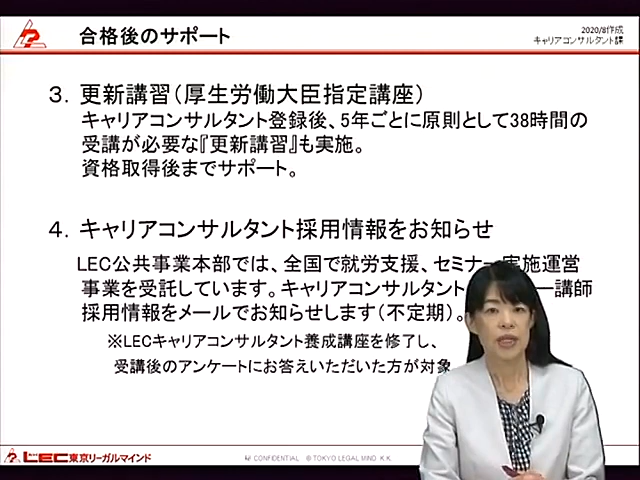 合格後のサポート
2020/8作成
キャリアコンサルタント課
３．更新講習（厚生労働大臣指定講座）
キャリアコンサルタント登録後、5年ごとに原則として38時間の
受講が必要な『更新講習』も実施。
資格取得後までサポート。
４．キャリアコンサルタント採用情報をお知らせ
LEC公共事業本部では、全国で就労支援、セミナー実施運営
事業を受託しています。キャリアコンサルタント ー講師
採用情報をメールでお知らせします（不定期）。
※LECキャリアコンサルタント養成講座を修了し、
受講後のアンケートにお答えいただいた方が対象
LEC東京リーガルマインド
CONFIDENTIAL © TOKYO LEGAL MIND K.K.